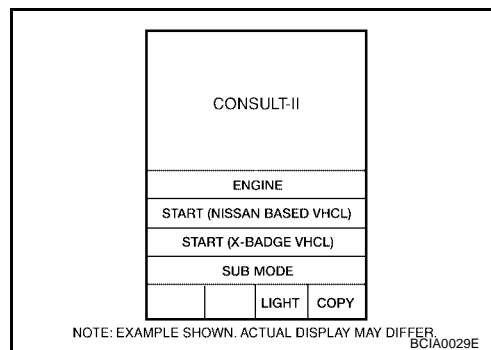 CONSULT-II
ENGINE
START (NISSAN BASED VHCL)
START (X-BADGE VHCL)
SUB MODE
LIGHT COPY
NOTE: EXAMPLE SHOWN. ACTUAL DISPLAY MAY DIFFER.
BCIA0029E